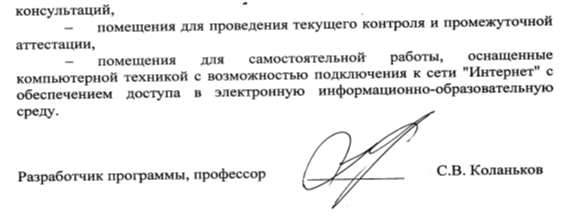 консультаций,
– помещения для проведения текущего контроля и промежуточной
аттестации,
– помещения для самостоятельной работы, оснащенные
компьютерной техникой с возможностью подключения к сети "Интернет" с
обеспечением доступа в электронную информационно-образовательную
среду.
Разработчик программы, профессор С.В. Коланьков